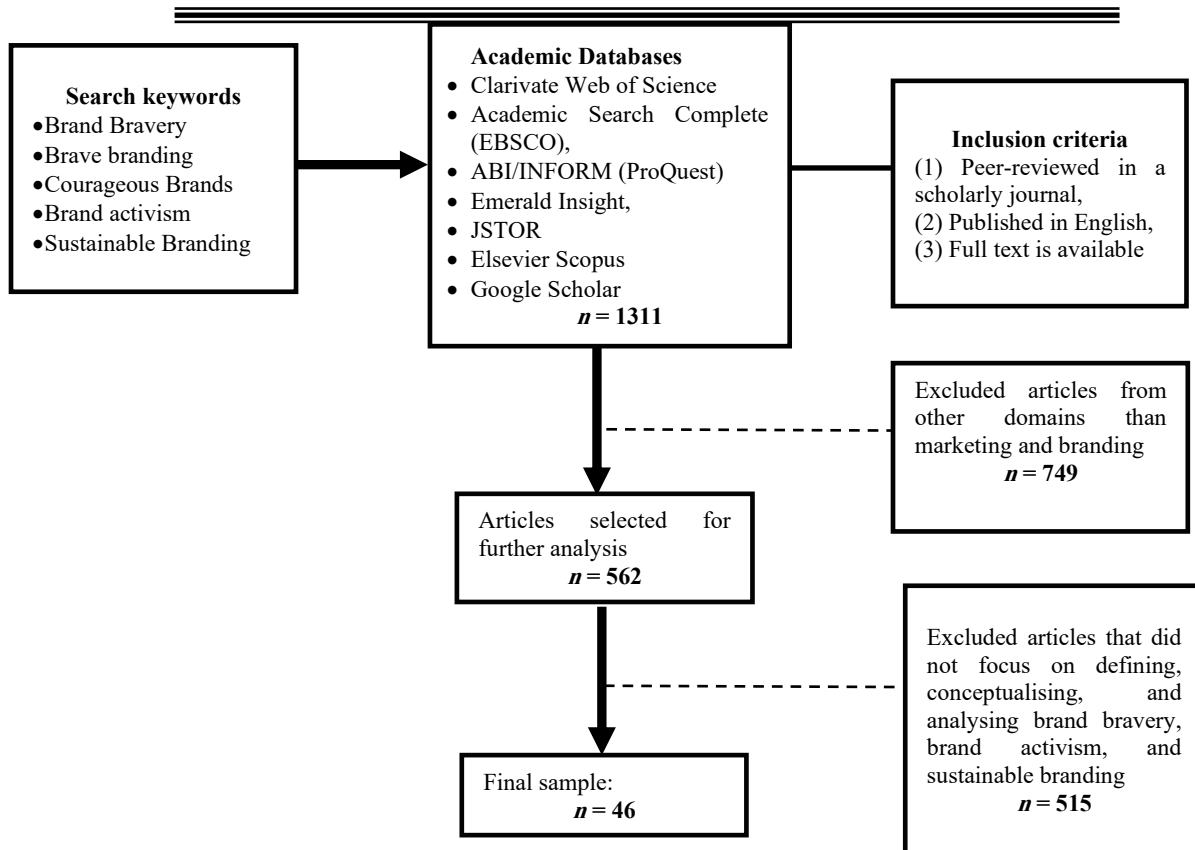 Search keywords
•Brand Bravery
•Brave branding
•Courageous Brands
•Brand activism
•Sustainable Branding
Academic Databases
• Clarivate Web of Science
• Academic Search Complete
(EBSCO),
• ABI/INFORM (ProQuest)
• Emerald Insight,
• JSTOR
• Elsevier Scopus
• Google Scholar
n = 1311
Inclusion criteria
(1) Peer-reviewed in a
scholarly journal,
(2) Published in English,
(3) Full text is available
Excluded articles from
other domains than
marketing and branding
n = 749
Articles selected for
further analysis
n = 562
Excluded articles that did
not focus on defining,
conceptualising, and
analysing brand bravery,
brand activism, and
sustainable branding
n = 515
Final sample:
n = 46